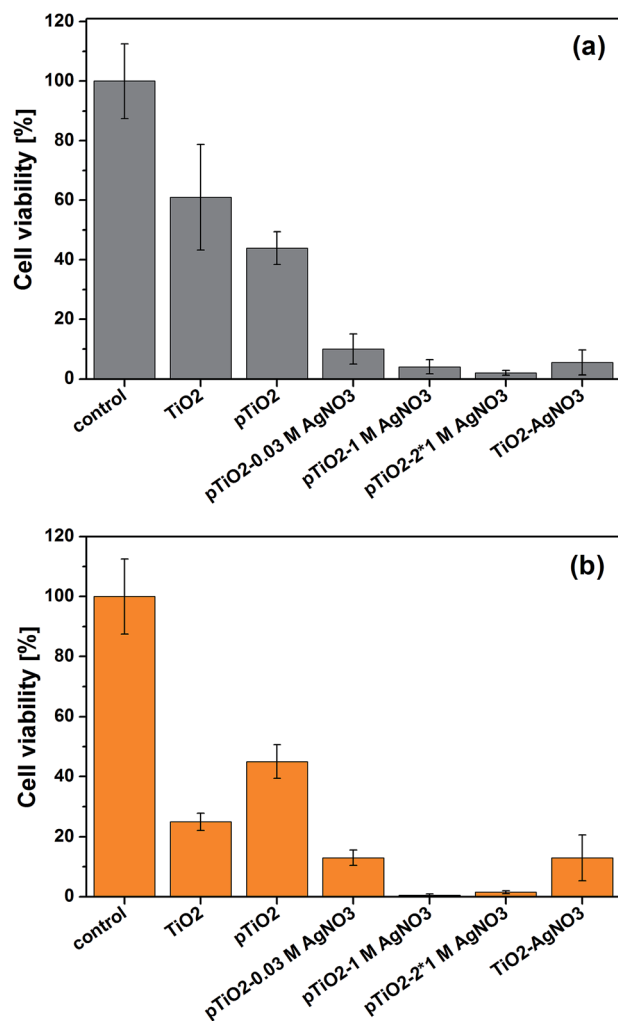 (a)
Cell viability [%]
120
100
80
60
40
20
0
control
TiO2
pTiO2
pTiO2-0.03 M AgNO3
pTiO2-1 M AgNO3
pTiO2-2*1 M AgNO3
TiO2-AgNO3
(b)
Cell viability [%]
120
100
80
60
40
20
0
control
TiO2
pTiO2
pTiO2-0.03 M AgNO3
pTiO2-1 M AgNO3
pTiO2-2*1 M AgNO3
TiO2-AgNO3